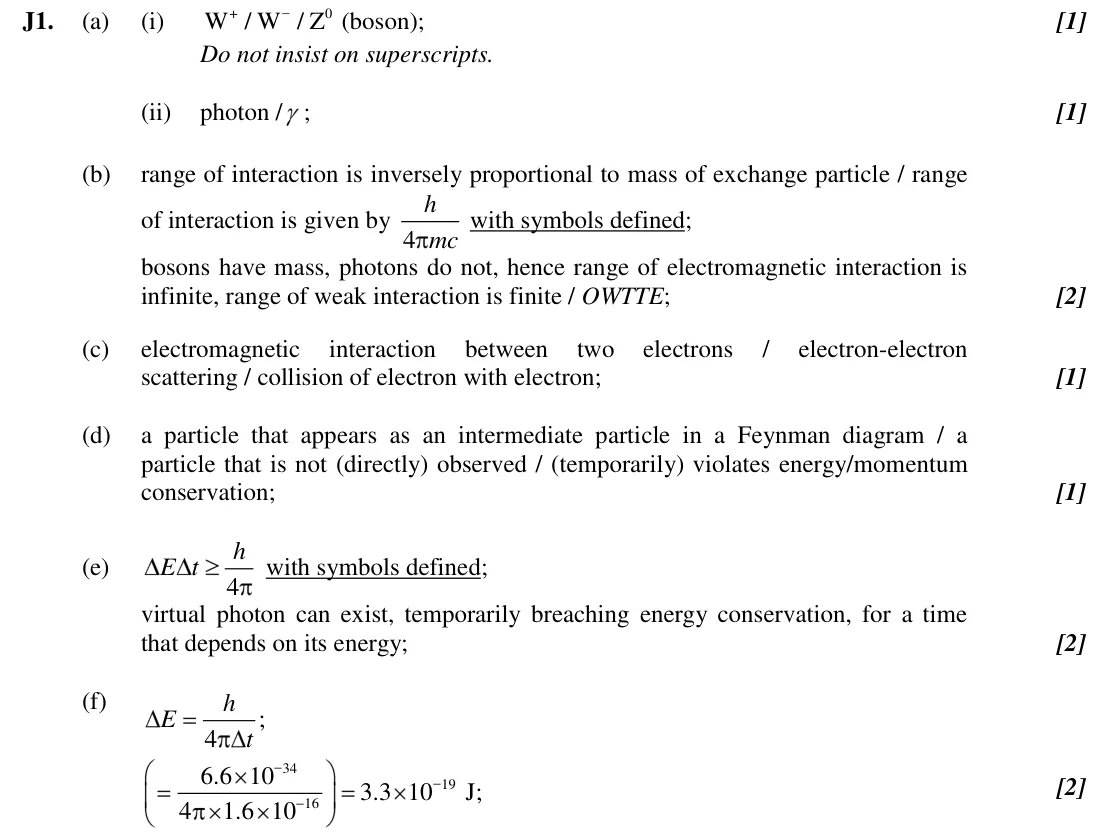 J1. (a) (i) W⁺ / W⁻ / Z⁰ (boson); [1]
Do not insist on superscripts.
(ii) photon / γ ; [1]
(b) range of interaction is inversely proportional to mass of exchange particle / range
of interaction is given by h/4πmc with symbols defined;
bosons have mass, photons do not, hence range of electromagnetic interaction is
infinite, range of weak interaction is finite / OWTTE; [2]
(c) electromagnetic interaction between two electrons / electron-electron
scattering / collision of electron with electron; [1]
(d) a particle that appears as an intermediate particle in a Feynman diagram / a
particle that is not (directly) observed / (temporarily) violates energy/momentum
conservation; [1]
(e) ΔEΔt ≥ h/4π with symbols defined;
virtual photon can exist, temporarily breaching energy conservation, for a time
that depends on its energy; [2]
(f) ΔE = h/4πΔt;
(= 6.6×10⁻³⁴/4π×1.6×10⁻¹⁶) = 3.3×10⁻¹⁹ J; [2]